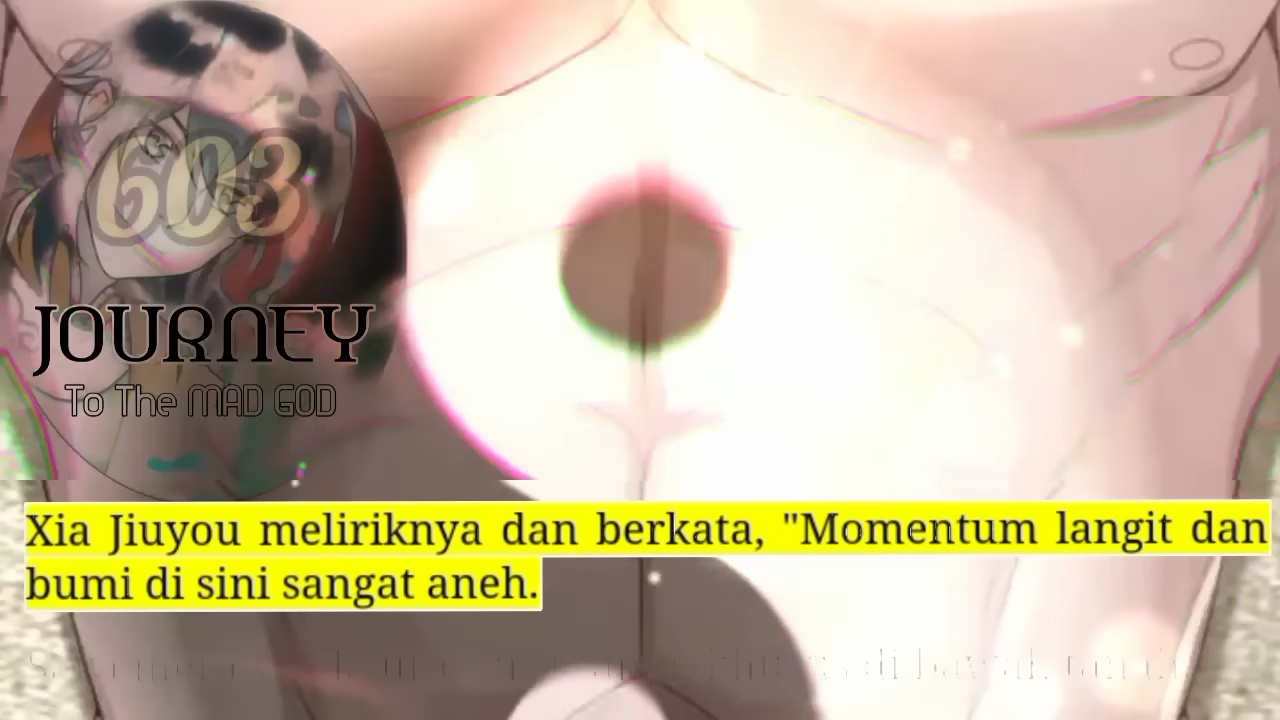 603
JOURNEY
To The MAD GOD
Xia Jiuyou meliriknya dan berkata, "Momentum langit dan
bumi di sini sangat aneh.